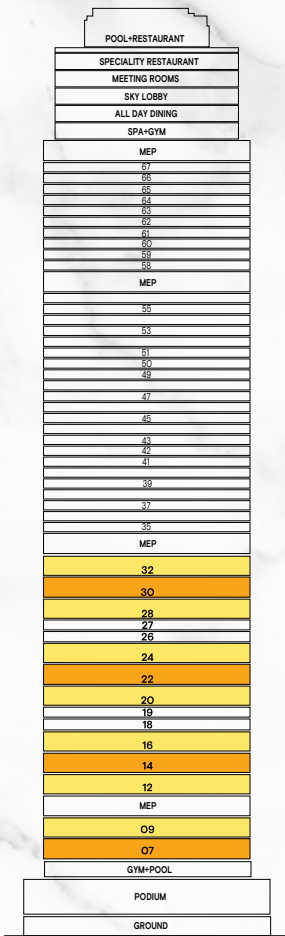 POOL+RESTAURANT
SPECIALITY RESTAURANT
MEETING ROOMS
SKY LOBBY
ALL DAY DINING
SPA+GYM
MEP
67
66
65
64
63
62
61
60
59
58
MEP
55
53
51
50
49
47
45
43
42
41
39
37
35
MEP
32
30
28
27
26
24
22
20
19
18
16
14
12
MEP
09
07
GYM+POOL
PODIUM
GROUND